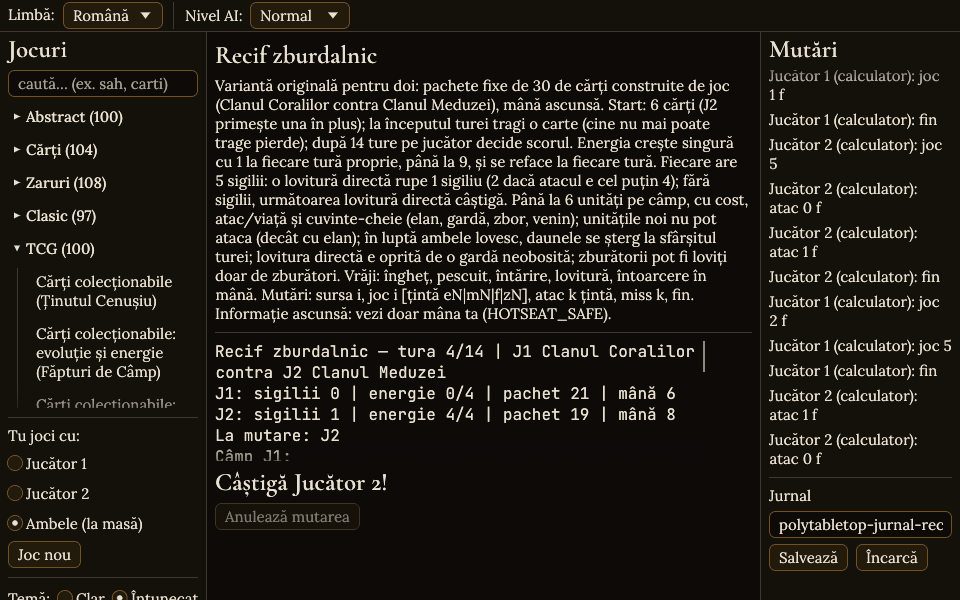 Limbă: Română Nivel AI: Normal
Jocuri
caută... (ex. sah, carti)
Abstract (100)
Cărți (104)
Zaruri (108)
Clasic (97)
TCG (100)
Cărți colecționabile
(Ținutul Cenușiu)
Cărți colecționabile:
evoluție și energie
(Făpturi de Câmp)
Cărți colecționabile:
Tu joci cu:
Jucător 1
Jucător 2
Ambele (la masă)
Joc nou
Temă: Clar Întunecat
Recif zburdalnic
Variantă originală pentru doi: pachete fixe de 30 de cărți construite de joc
(Clanul Coralilor contra Clanul Meduzei), mână ascunsă. Start: 6 cărți (J2
primește una în plus); la începutul turei tragi o carte (cine nu mai poate
trage pierde); după 14 ture pe jucător decide scorul. Energia crește singură
cu 1 la fiecare tură proprie, până la 9, și se reface la fiecare tură. Fiecare are
5 sigilii: o lovitură directă rupe 1 sigiliu (2 dacă atacul e cel puțin 4); fără
sigilii, următoarea lovitură directă câștigă. Până la 6 unități pe câmp, cu cost,
atac/viață și cuvinte-cheie (elan, gardă, zbor, venin); unitățile noi nu pot
ataca (decât cu elan); în luptă ambele lovesc, daunele se șterg la sfârșitul
turei; lovitura directă e oprită de o gardă neobosită; zburătorii pot fi loviți
doar de zburători. Vrăji: îngheț, pescuit, întărire, lovitură, întoarcere în
mână. Mutări: sursa i, joc i [țintă eN|mN|f|zN], atac k țintă, miss k, fin.
Informație ascunsă: vezi doar mâna ta (HOTSEAT_SAFE).
Recif zburdalnic — tura 4/14 | J1 Clanul Coralilor
contra J2 Clanul Meduzei
J1: sigilii 0 | energie 0/4 | pachet 21 | mână 6
J2: sigilii 1 | energie 4/4 | pachet 19 | mână 8
La mutare: J2
Câmp J1:
Câștigă Jucător 2!
Anulează mutarea
Mutări
Jucător 1 (calculator): joc
1 f
Jucător 1 (calculator): fin
Jucător 2 (calculator): joc
5
Jucător 2 (calculator):
atac 0 f
Jucător 2 (calculator):
atac 1 f
Jucător 2 (calculator): fin
Jucător 1 (calculator): joc
2 f
Jucător 1 (calculator): joc 5
Jucător 1 (calculator): fin
Jucător 2 (calculator):
atac 1 f
Jucător 2 (calculator):
atac 0 f
Jurnal
polytabletop-jurnal-rec
Salvează Încarcă